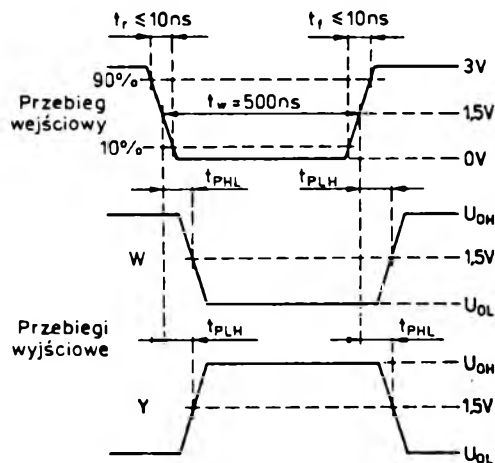 tr ≤ 10ns tf ≤ 10ns
3V
90%
Przebieg wejściowy
tw = 500ns
1,5V
10%
0V
tPHL tPLH
UOH
W
1,5V
UOL
Przebiegi wyjściowe
tPLH tPHL
UOH
Y
1,5V
UOL